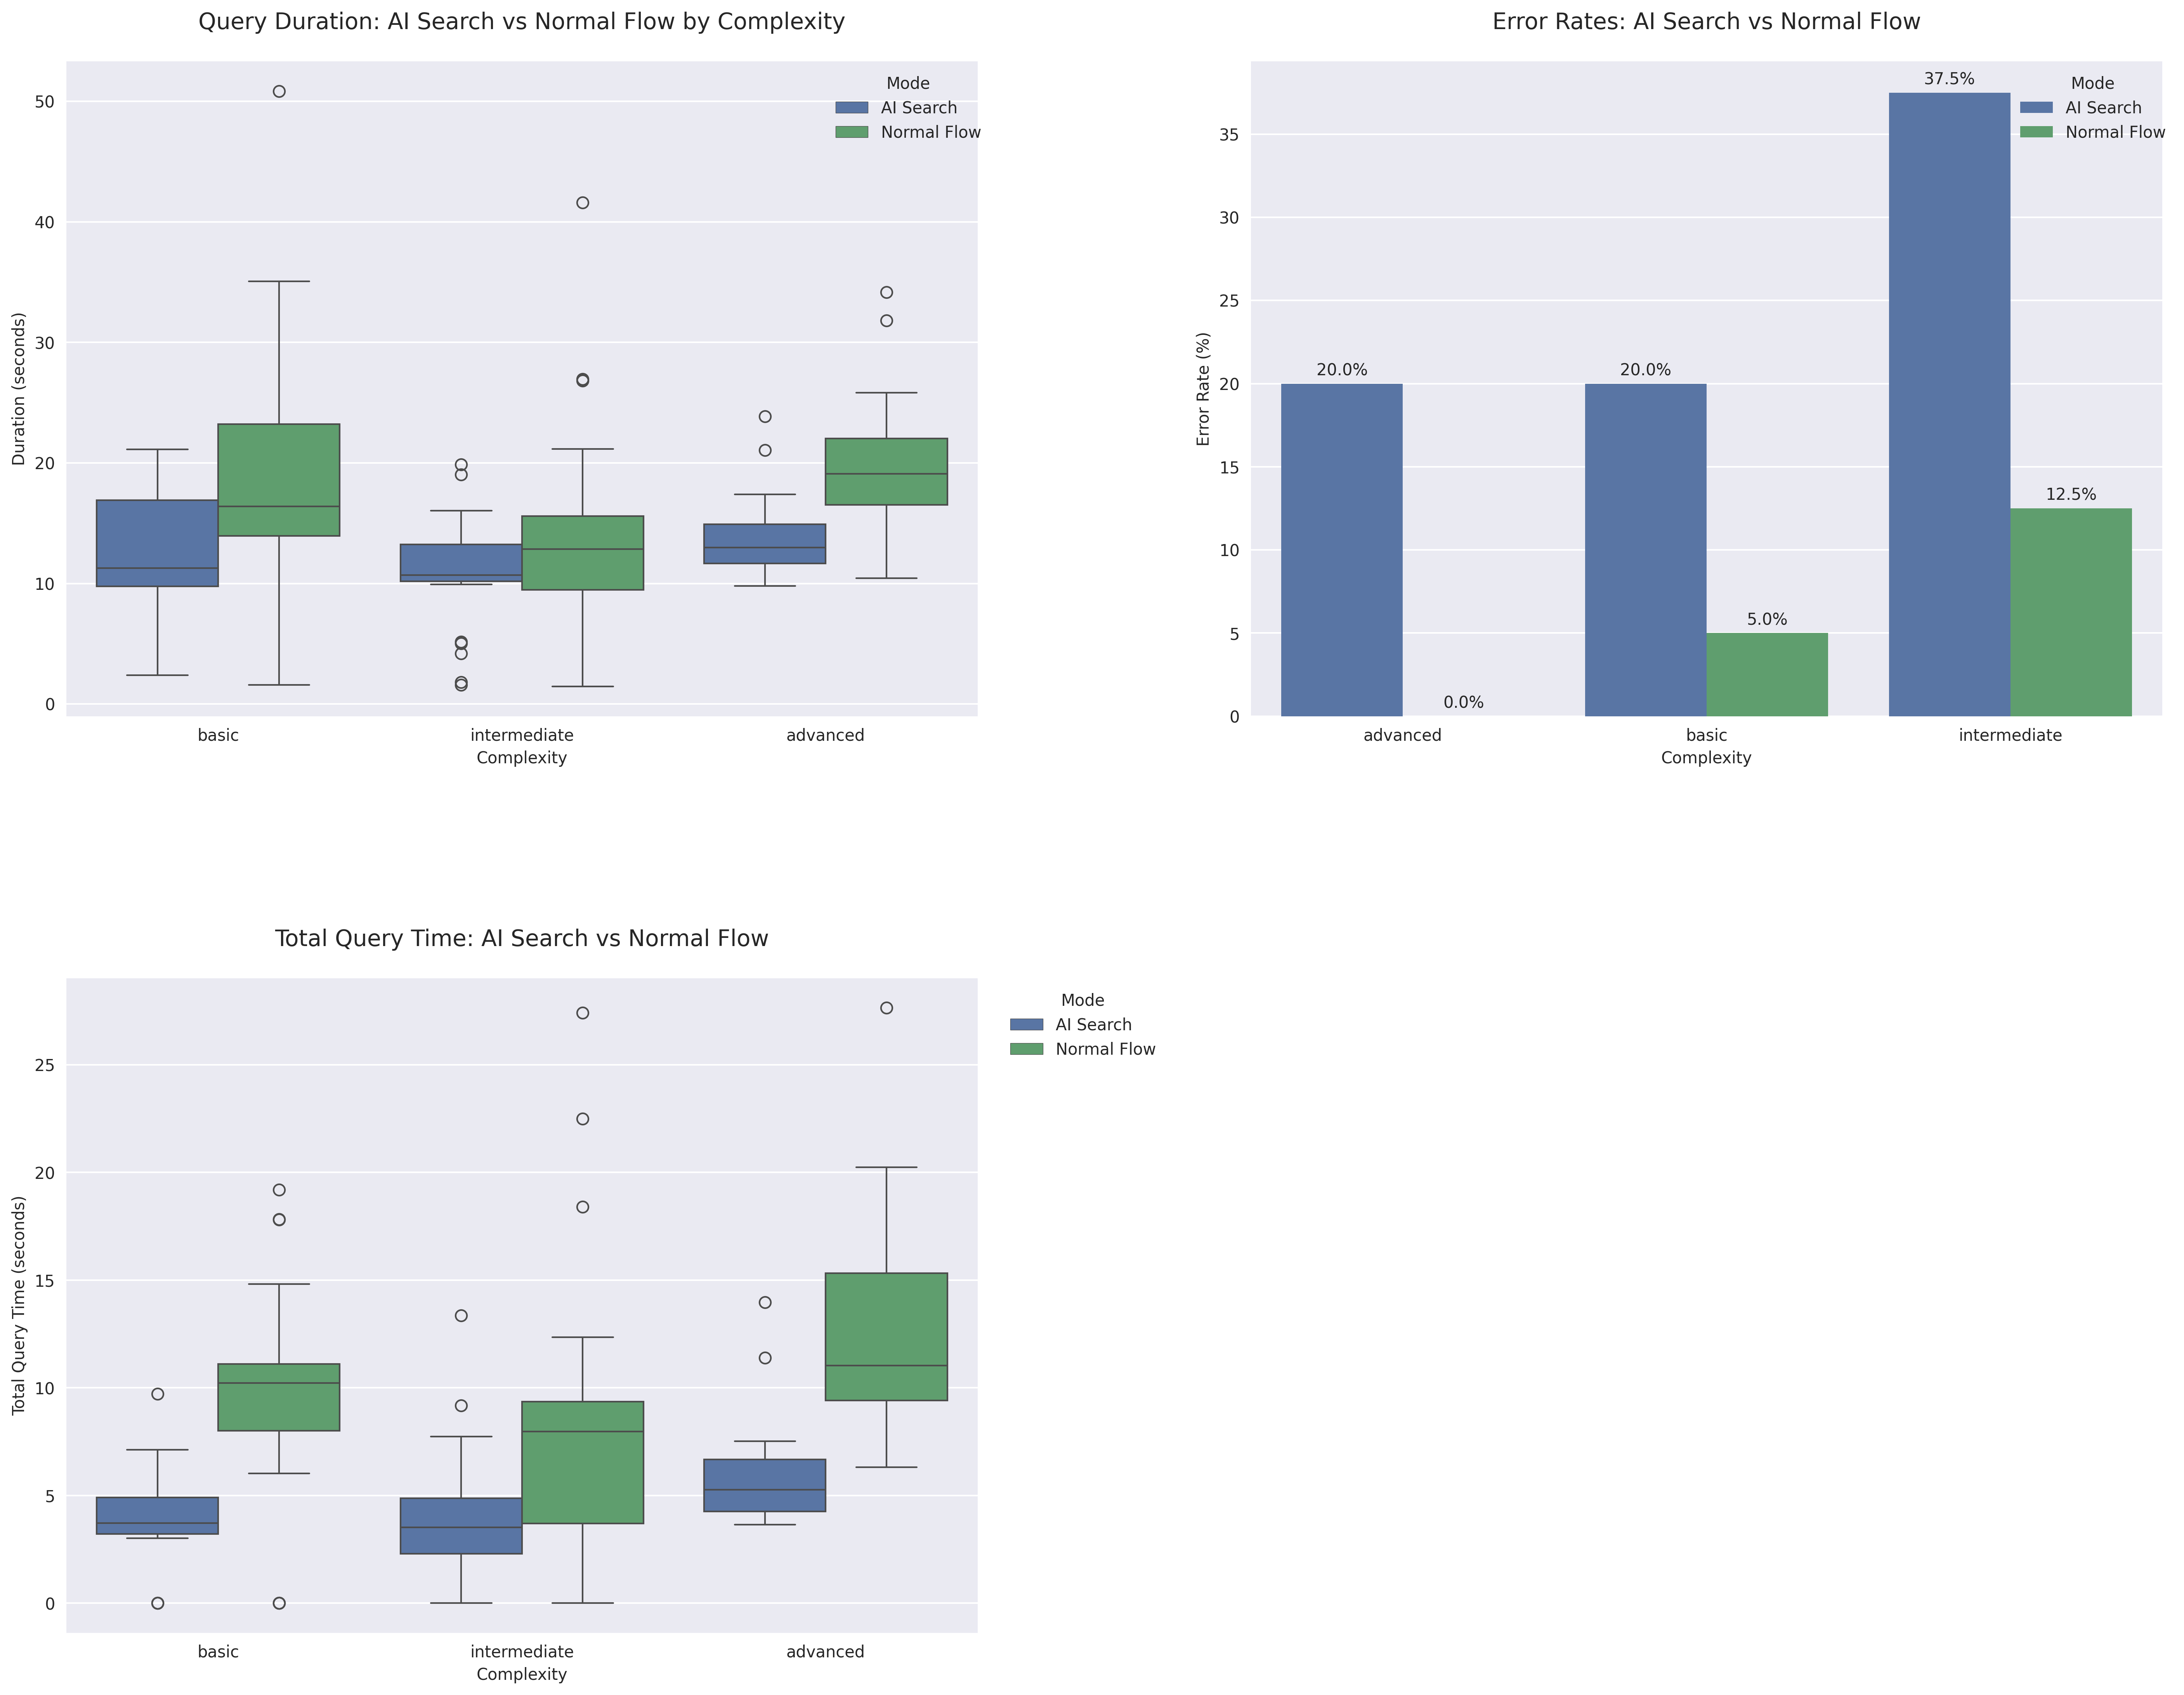 Query Duration: AI Search vs Normal Flow by Complexity
Mode
AI Search
Normal Flow
50
40
30
20
10
0
Duration (seconds)
basic
intermediate
advanced
Complexity
Error Rates: AI Search vs Normal Flow
Mode
AI Search
Normal Flow
37.5%
20.0%
20.0%
12.5%
5.0%
0.0%
35
30
25
20
15
10
5
0
Error Rate (%)
advanced
basic
intermediate
Complexity
Total Query Time: AI Search vs Normal Flow
Mode
AI Search
Normal Flow
25
20
15
10
5
0
Total Query Time (seconds)
basic
intermediate
advanced
Complexity